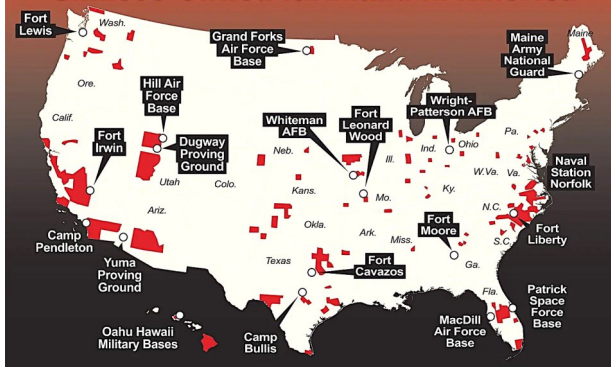 Fort
Lewis
Wash.
Grand Forks
Air Force
Base
Maine
Maine
Army
National
Guard
Ore.
Hill Air
Force
Base
Calif.
Wright-
Patterson AFB
Fort
Leonard
Wood
Whiteman
AFB
Fort
Irwin
Dugway
Proving
Ground
Neb.
Ill.
Ind.
Ohio
Pa.
Utah
Colo.
Kans.
Mo.
Ky.
W.Va.
Va.
Naval
Station
Norfolk
Ariz.
Okla.
Ark.
Miss.
Fort
Moore
N.C.
S.C.
Fort
Liberty
Camp
Pendleton
Yuma
Proving
Ground
Texas
Fort
Cavazos
Ga.
Fla.
Oahu Hawaii
Military Bases
Camp
Bullis
MacDill
Air Force
Base
Patrick
Space
Force
Base